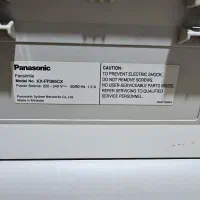 Panasonic
Facsimile
Model No. KX-FP365CX
Power Source: 220 - 240 V~ 50/60 Hz 1.2 A
Panasonic System Networks Co., Ltd.
Made in Malaysia
CAUTION:
TO PREVENT ELECTRIC SHOCK,
DO NOT REMOVE SCREWS.
NO USER-SERVICEABLE PARTS INSIDE.
REFER SERVICING TO QUALIFIED
SERVICE PERSONNEL.